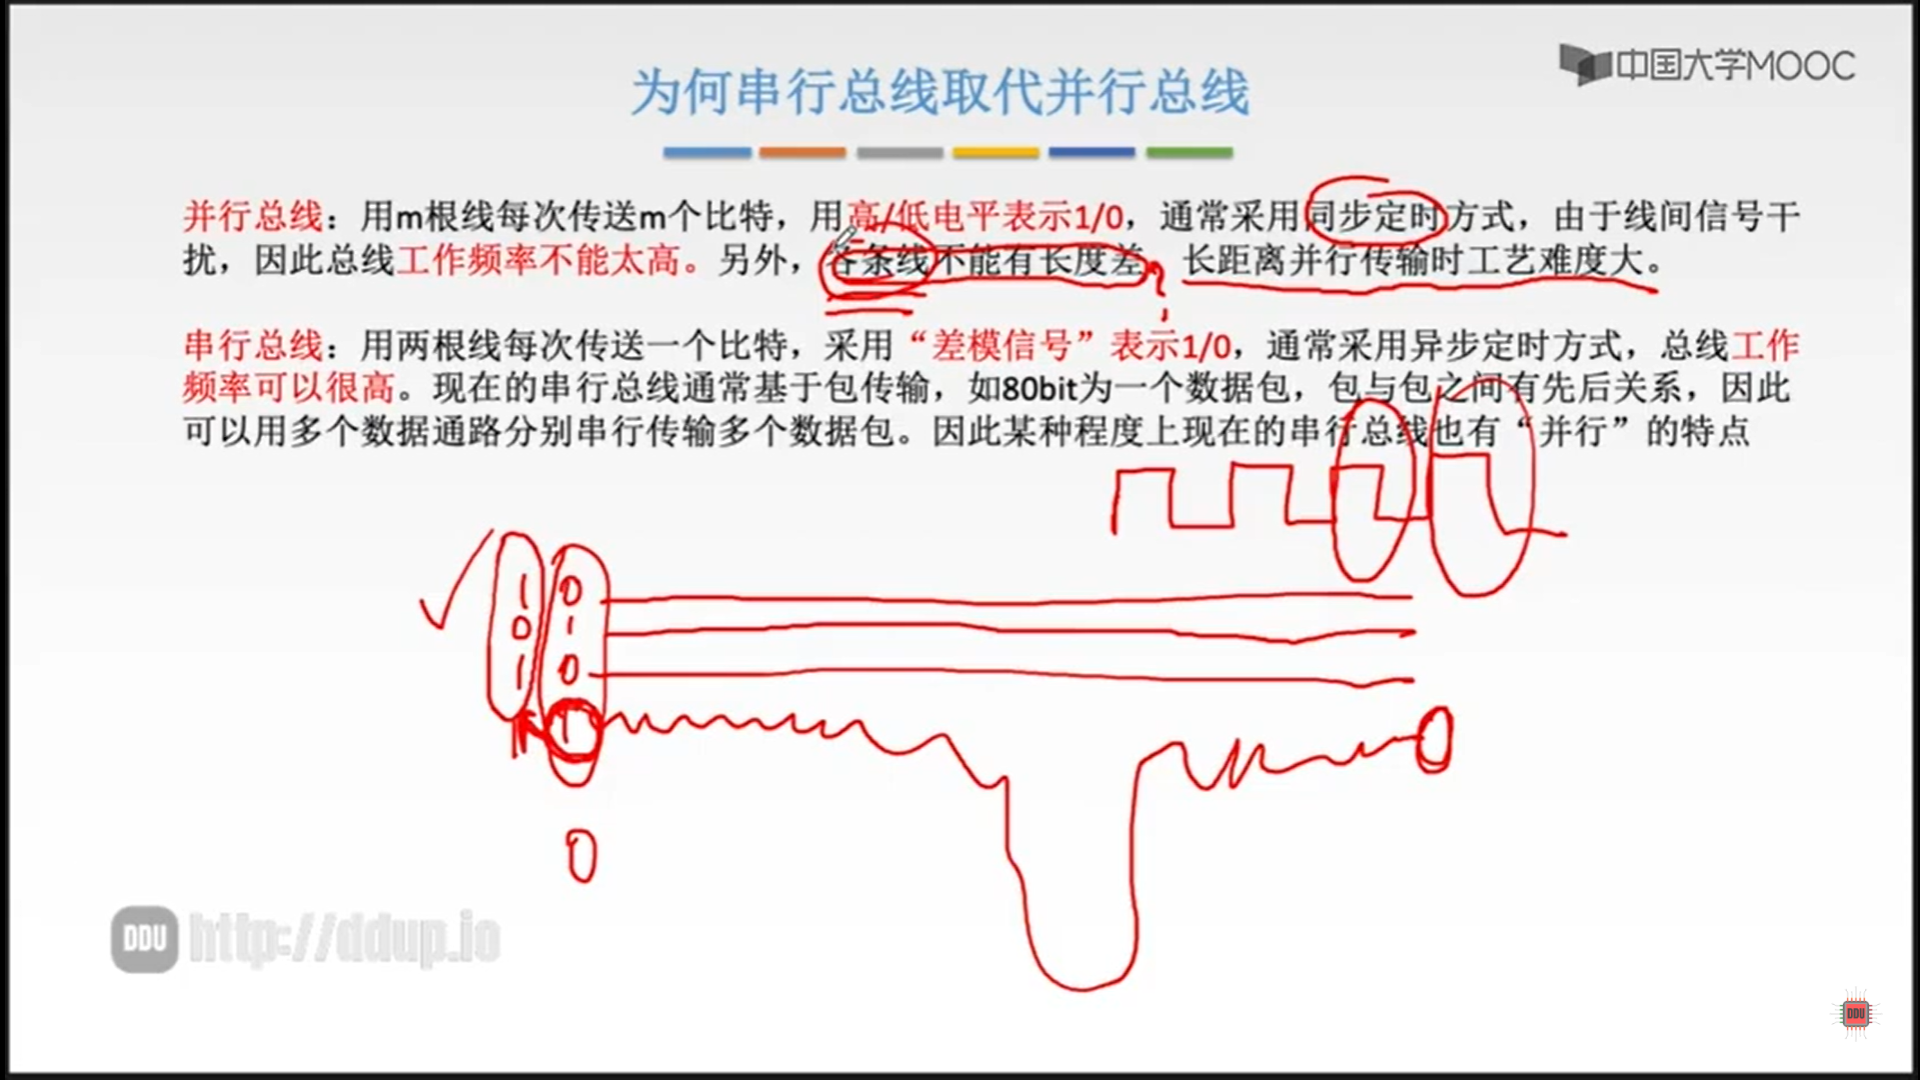 中国大学MOOC
为何串行总线取代并行总线
并行总线：用m根线每次传送m个比特，用高/低电平表示1/0，通常采用同步定时方式，由于线间信号干
扰，因此总线工作频率不能太高。另外，各条线不能有长度差，长距离并行传输时工艺难度大。
串行总线：用两根线每次传送一个比特，采用“差模信号”表示1/0，通常采用异步定时方式，总线工作
频率可以很高。现在的串行总线通常基于包传输，如80bit为一个数据包，包与包之间有先后关系，因此
可以用多个数据通路分别串行传输多个数据包。因此某种程度上现在的串行总线也有“并行”的特点
1 0
0 1
1 0
1
0
0
DDU http://ddup.io
DDU